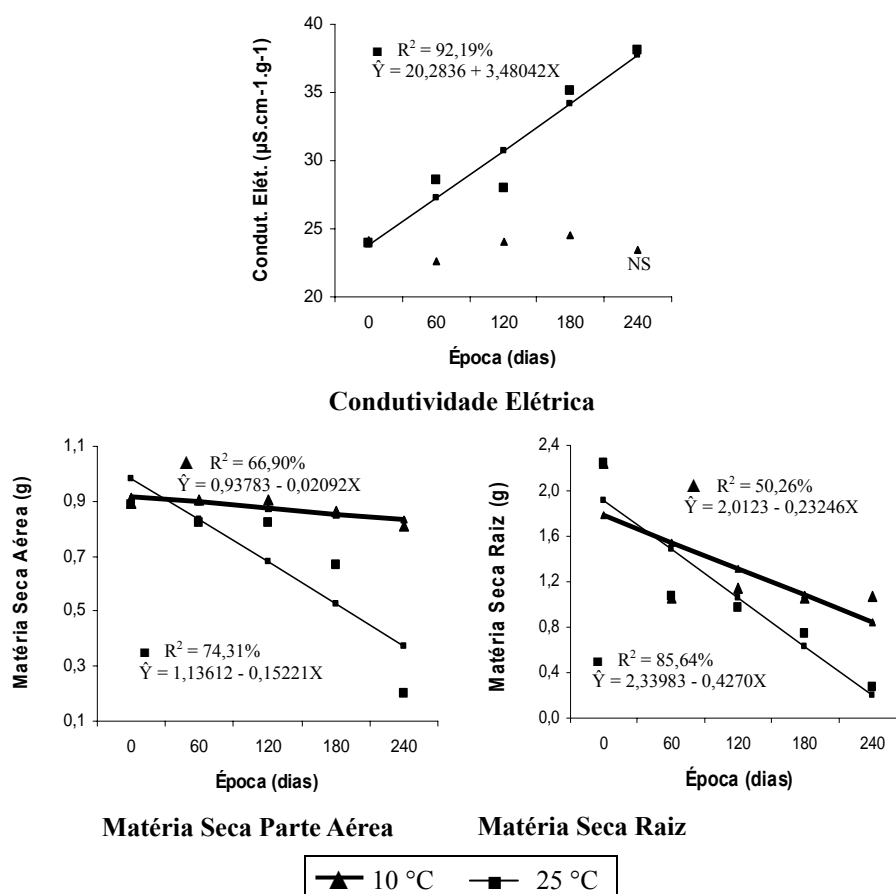 40
35
30
25
20
Condut. Elét. (µS.cm-1.g-1)
■ R² = 92,19%
Ŷ = 20,2836 + 3,48042X
NS
0 60 120 180 240
Época (dias)
Condutividade Elétrica
1,1
0,9
0,7
0,5
0,3
0,1
Matéria Seca Aérea (g)
▲ R² = 66,90%
Ŷ = 0,93783 - 0,02092X
■ R² = 74,31%
Ŷ = 1,13612 - 0,15221X
0 60 120 180 240
Época (dias)
Matéria Seca Parte Aérea
2,4
2,0
1,6
1,2
0,8
0,4
0,0
Matéria Seca Raiz (g)
▲ R² = 50,26%
Ŷ = 2,0123 - 0,23246X
■ R² = 85,64%
Ŷ = 2,33983 - 0,4270X
0 60 120 180 240
Época (dias)
Matéria Seca Raiz
10 °C 25 °C